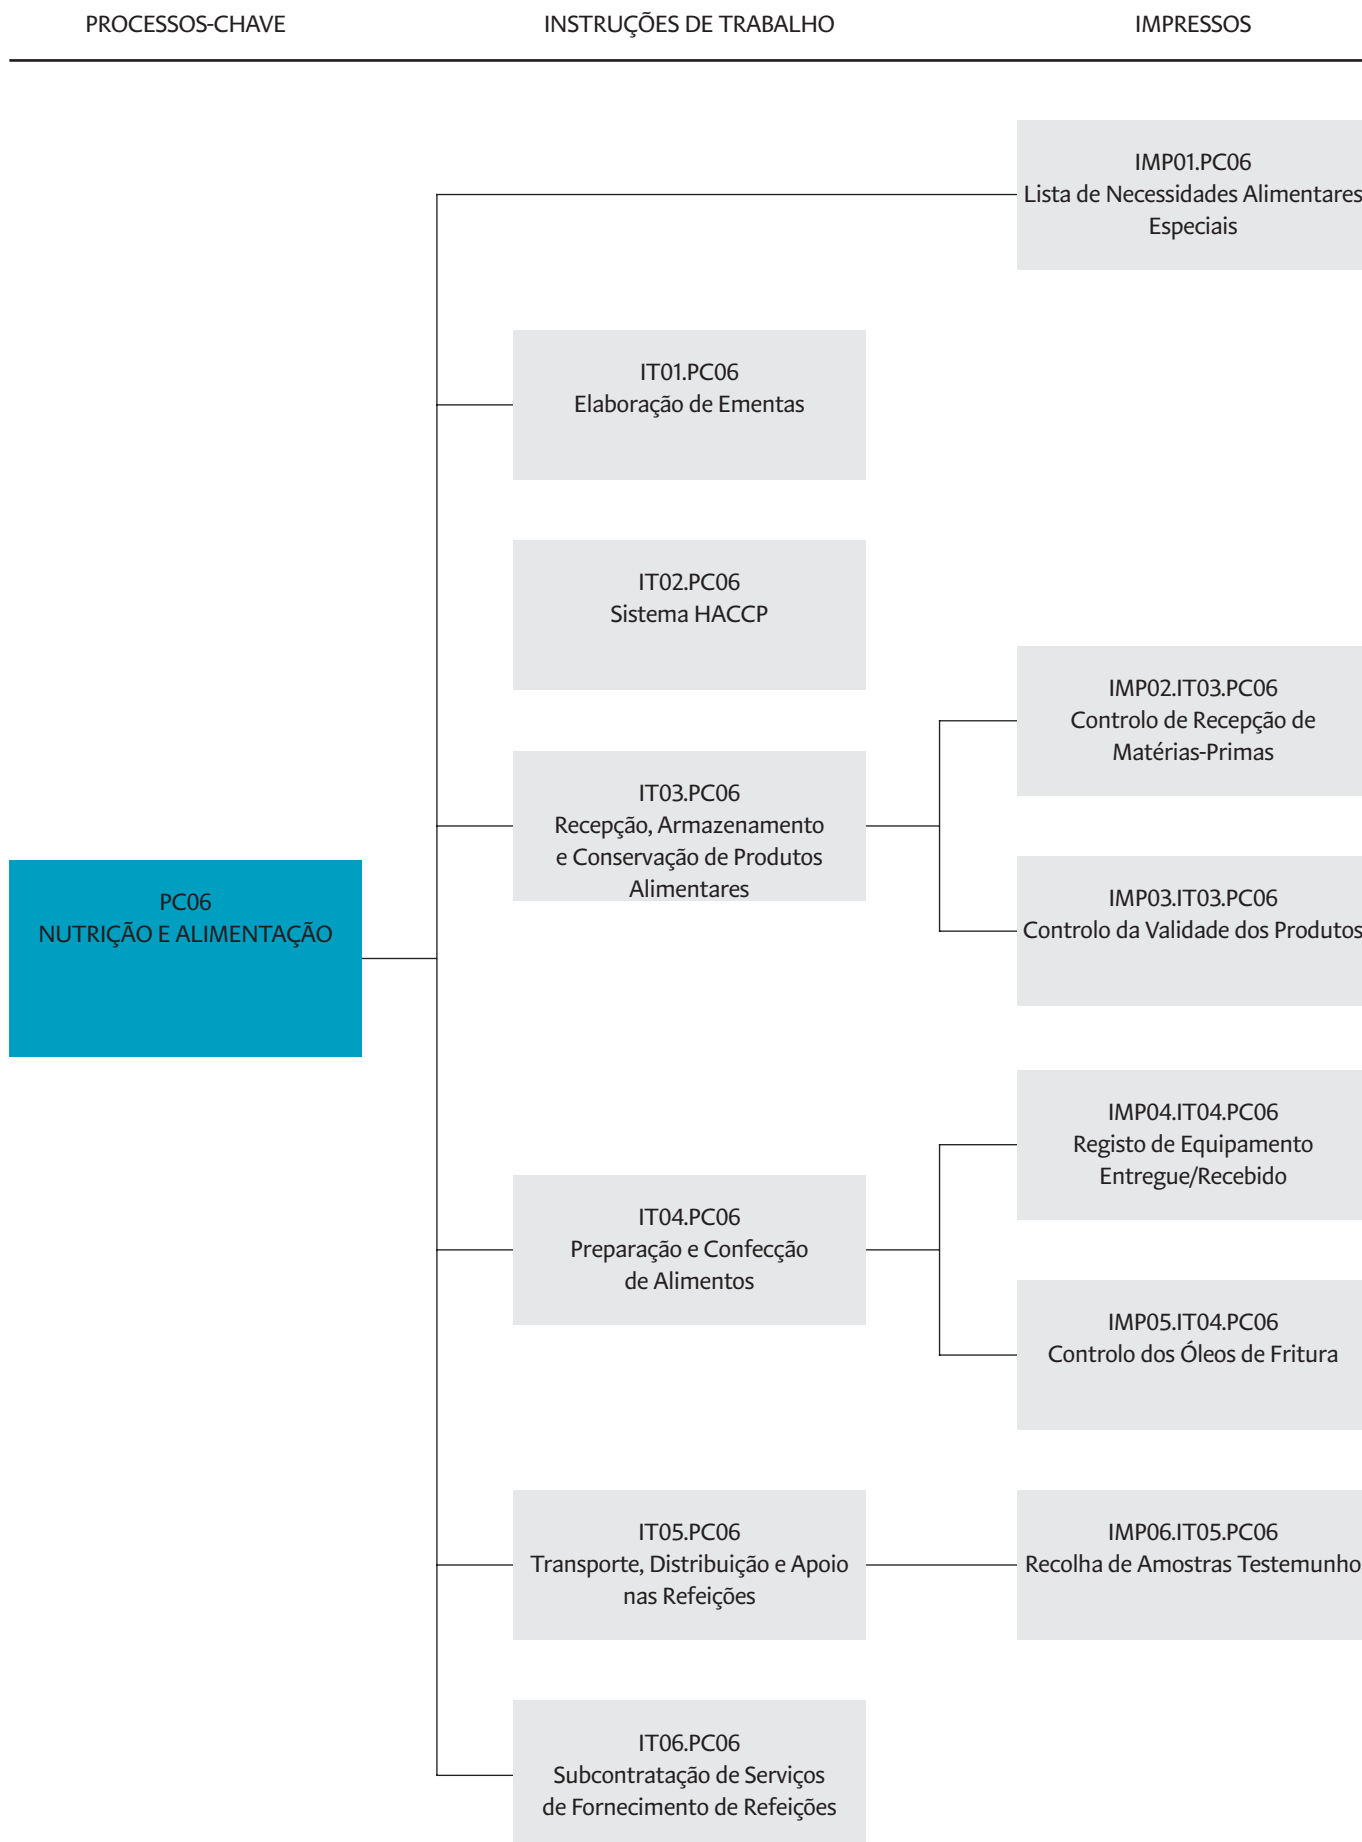 PROCESSOS-CHAVE
INSTRUÇÕES DE TRABALHO
IMPRESSOS
IMP01.PC06
Lista de Necessidades Alimentares
Especiais
IT01.PC06
Elaboração de Ementas
IT02.PC06
Sistema HACCP
IMP02.IT03.PC06
Controlo de Recepção de
Matérias-Primas
IT03.PC06
Recepção, Armazenamento
e Conservação de Produtos
Alimentares
IMP03.IT03.PC06
Controlo da Validade dos Produtos
PC06
NUTRIÇÃO E ALIMENTAÇÃO
IMP04.IT04.PC06
Registo de Equipamento
Entregue/Recebido
IT04.PC06
Preparação e Confecção
de Alimentos
IMP05.IT04.PC06
Controlo dos Óleos de Fritura
IT05.PC06
Transporte, Distribuição e Apoio
nas Refeições
IMP06.IT05.PC06
Recolha de Amostras Testemunho
IT06.PC06
Subcontratação de Serviços
de Fornecimento de Refeições